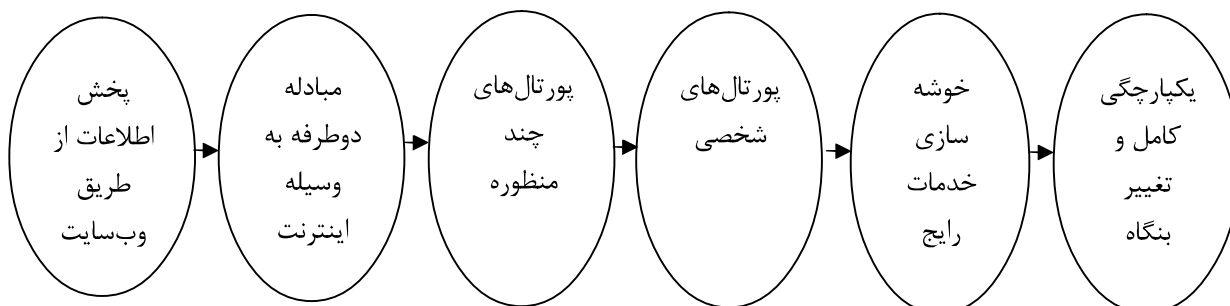 پخش
اطلاعات از
طریق
وب‌سایت
مبادله
دوطرفه به
وسیله
اینترنت
پورتال‌های
چند
منظوره
پورتال‌های
شخصی
خوشه
سازی
خدمات
رایج
یکپارچگی
کامل و
تغییر
بنگاه